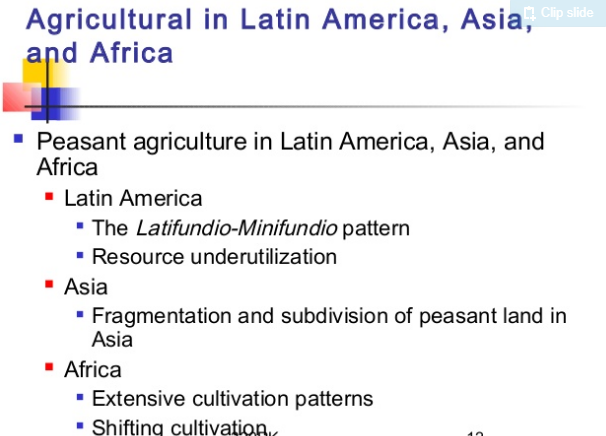 Agricultural in Latin America, Asia,
and Africa
Clip slide
Peasant agriculture in Latin America, Asia, and
Africa
Latin America
The Latifundio-Minifundio pattern
Resource underutilization
Asia
Fragmentation and subdivision of peasant land in
Asia
Africa
Extensive cultivation patterns
Shifting cultivation